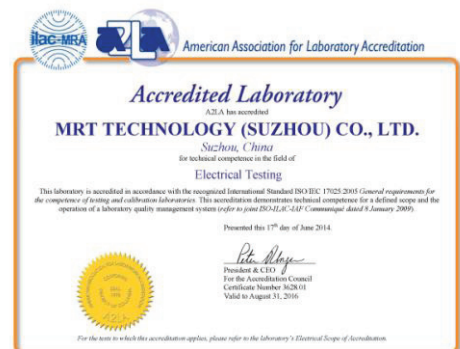 ilac-MRA
A2LA
American Association for Laboratory Accreditation
Accredited Laboratory
A2LA has accredited
MRT TECHNOLOGY (SUZHOU) CO., LTD.
Suzhou, China
for technical competence in the field of
Electrical Testing
This laboratory is accredited in accordance with the recognized International Standard ISO/IEC 17025:2005 General requirements for
the competence of testing and calibration laboratories. This accreditation demonstrates technical competence for a defined scope and the
operation of a laboratory quality management system (refer to joint ISO-ILAC-IAF Communiqué dated 8 January 2009).
Presented this 17th day of June 2014.
President & CEO
For the Accreditation Council
Certificate Number 3628.01
Valid to August 31, 2016
A2LA
For the tests to which this accreditation applies, please refer to the laboratory's Electrical Scope of Accreditation.